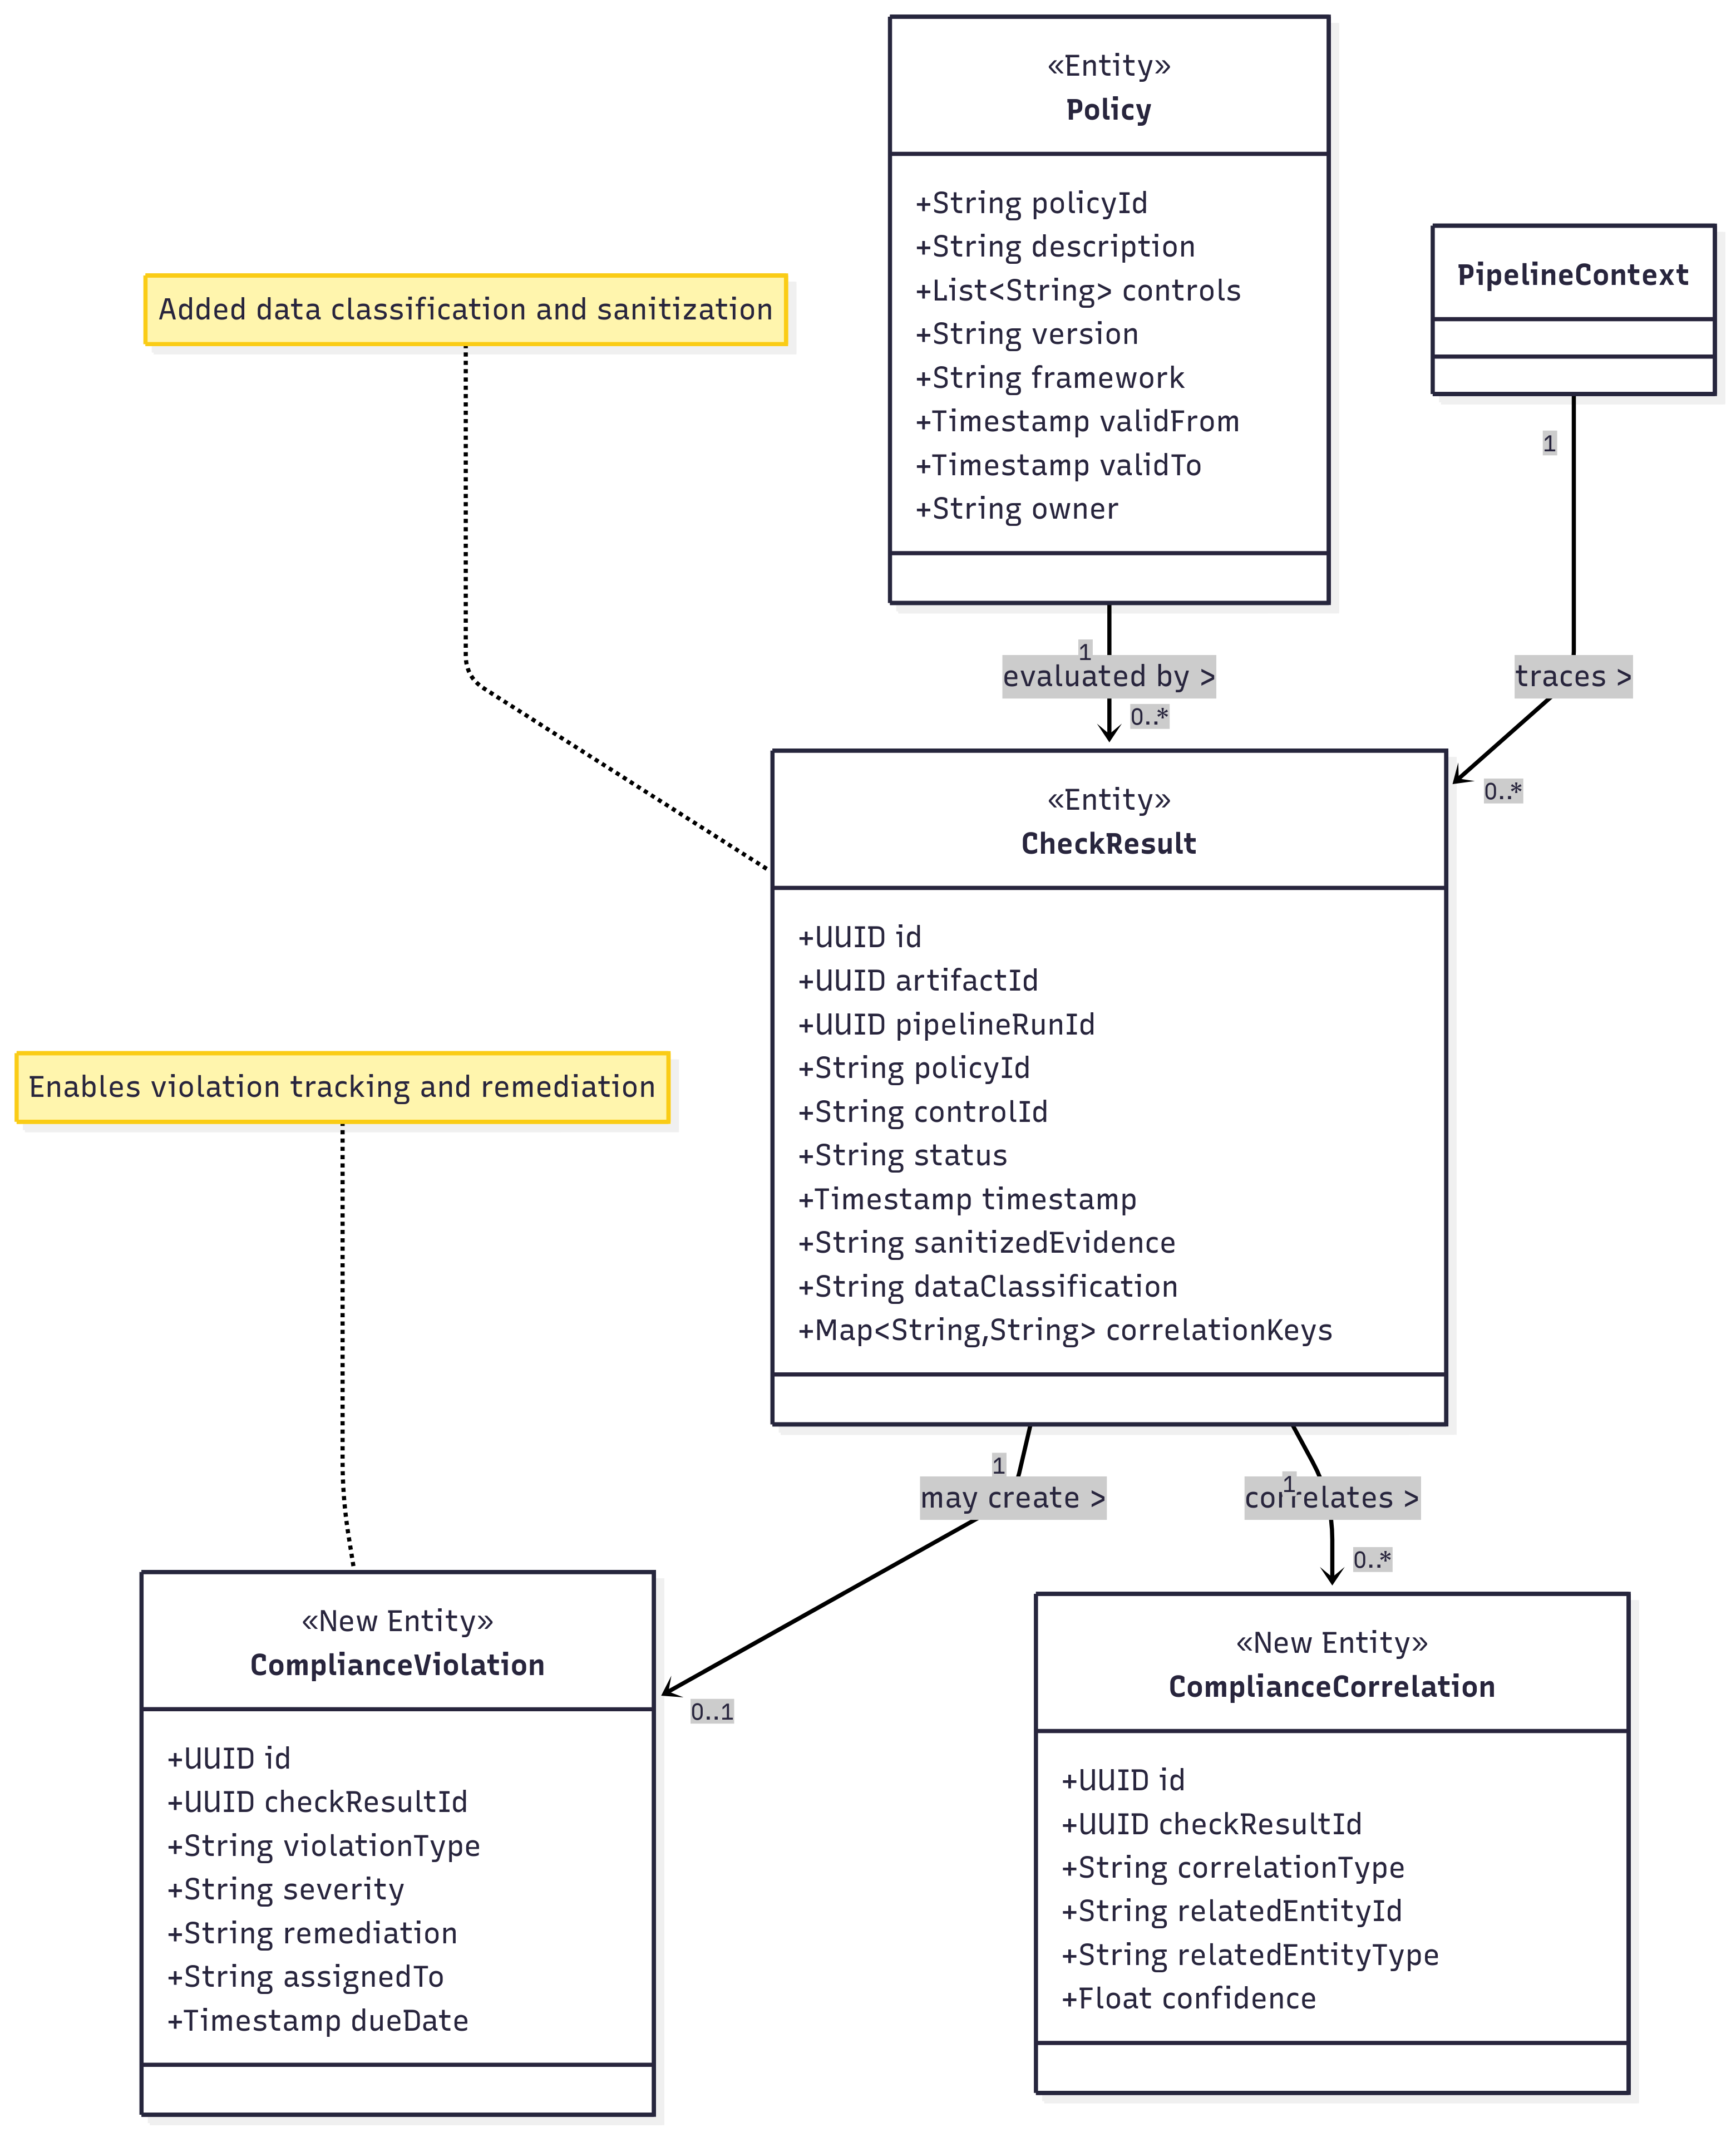 «Entity»
Policy
+String policyId
+String description
+List<String> controls
+String version
+String framework
+Timestamp validFrom
+Timestamp validTo
+String owner
PipelineContext
Added data classification and sanitization
1
1
evaluated by >
traces >
0..*
0..*
«Entity»
CheckResult
+UUID id
+UUID artifactId
+UUID pipelineRunId
+String policyId
+String controlId
+String status
+Timestamp timestamp
+String sanitizedEvidence
+String dataClassification
+Map<String,String> correlationKeys
Enables violation tracking and remediation
1
may create >
1
correlates >
0..1
0..*
«New Entity»
ComplianceViolation
+UUID id
+UUID checkResultId
+String violationType
+String severity
+String remediation
+String assignedTo
+Timestamp dueDate
«New Entity»
ComplianceCorrelation
+UUID id
+UUID checkResultId
+String correlationType
+String relatedEntityId
+String relatedEntityType
+Float confidence